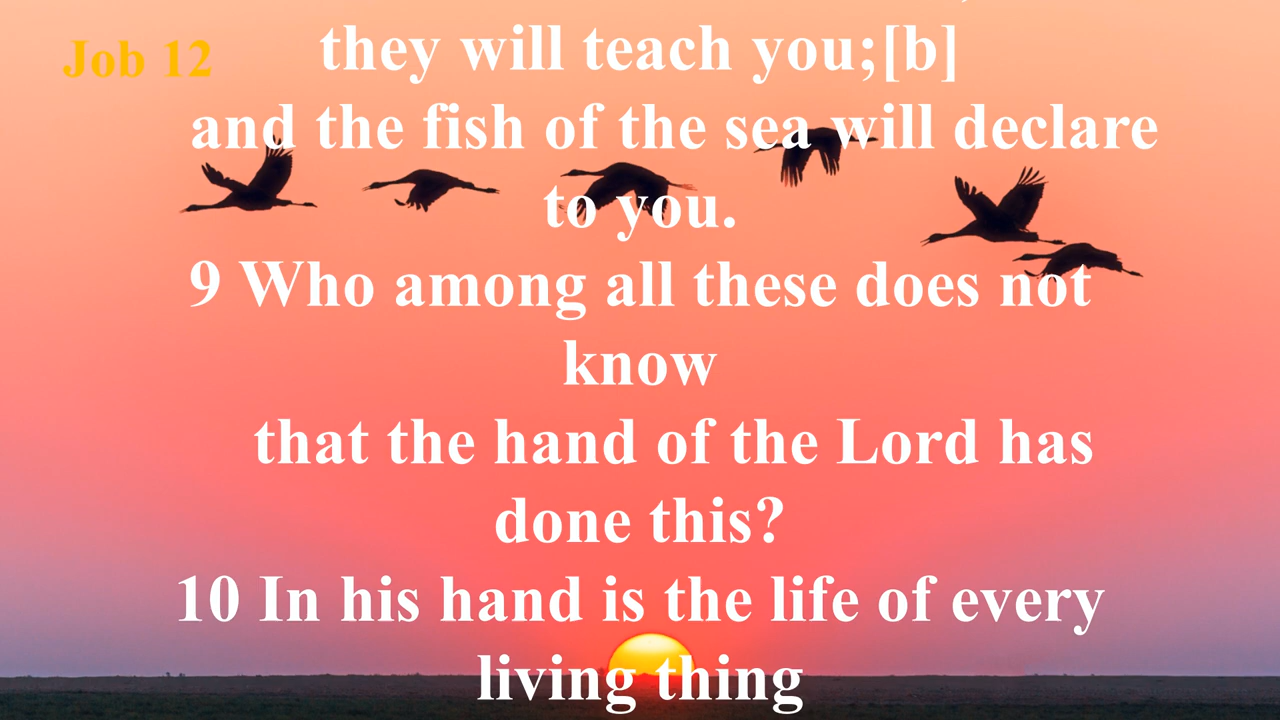 Job 12
they will teach you;[b]
and the fish of the sea will declare
to you.
9 Who among all these does not
know
that the hand of the Lord has
done this?
10 In his hand is the life of every
living thing